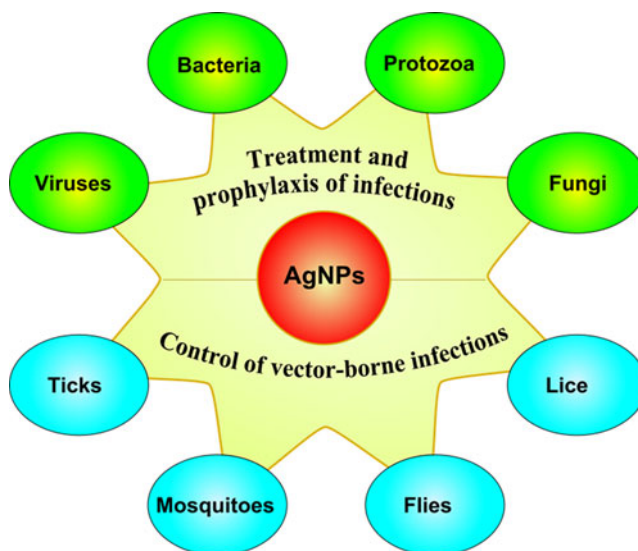 Bacteria
Protozoa
Viruses
Treatment and
prophylaxis of infections
Fungi
AgNPs
Control of vector-borne infections
Ticks
Lice
Mosquitoes
Flies